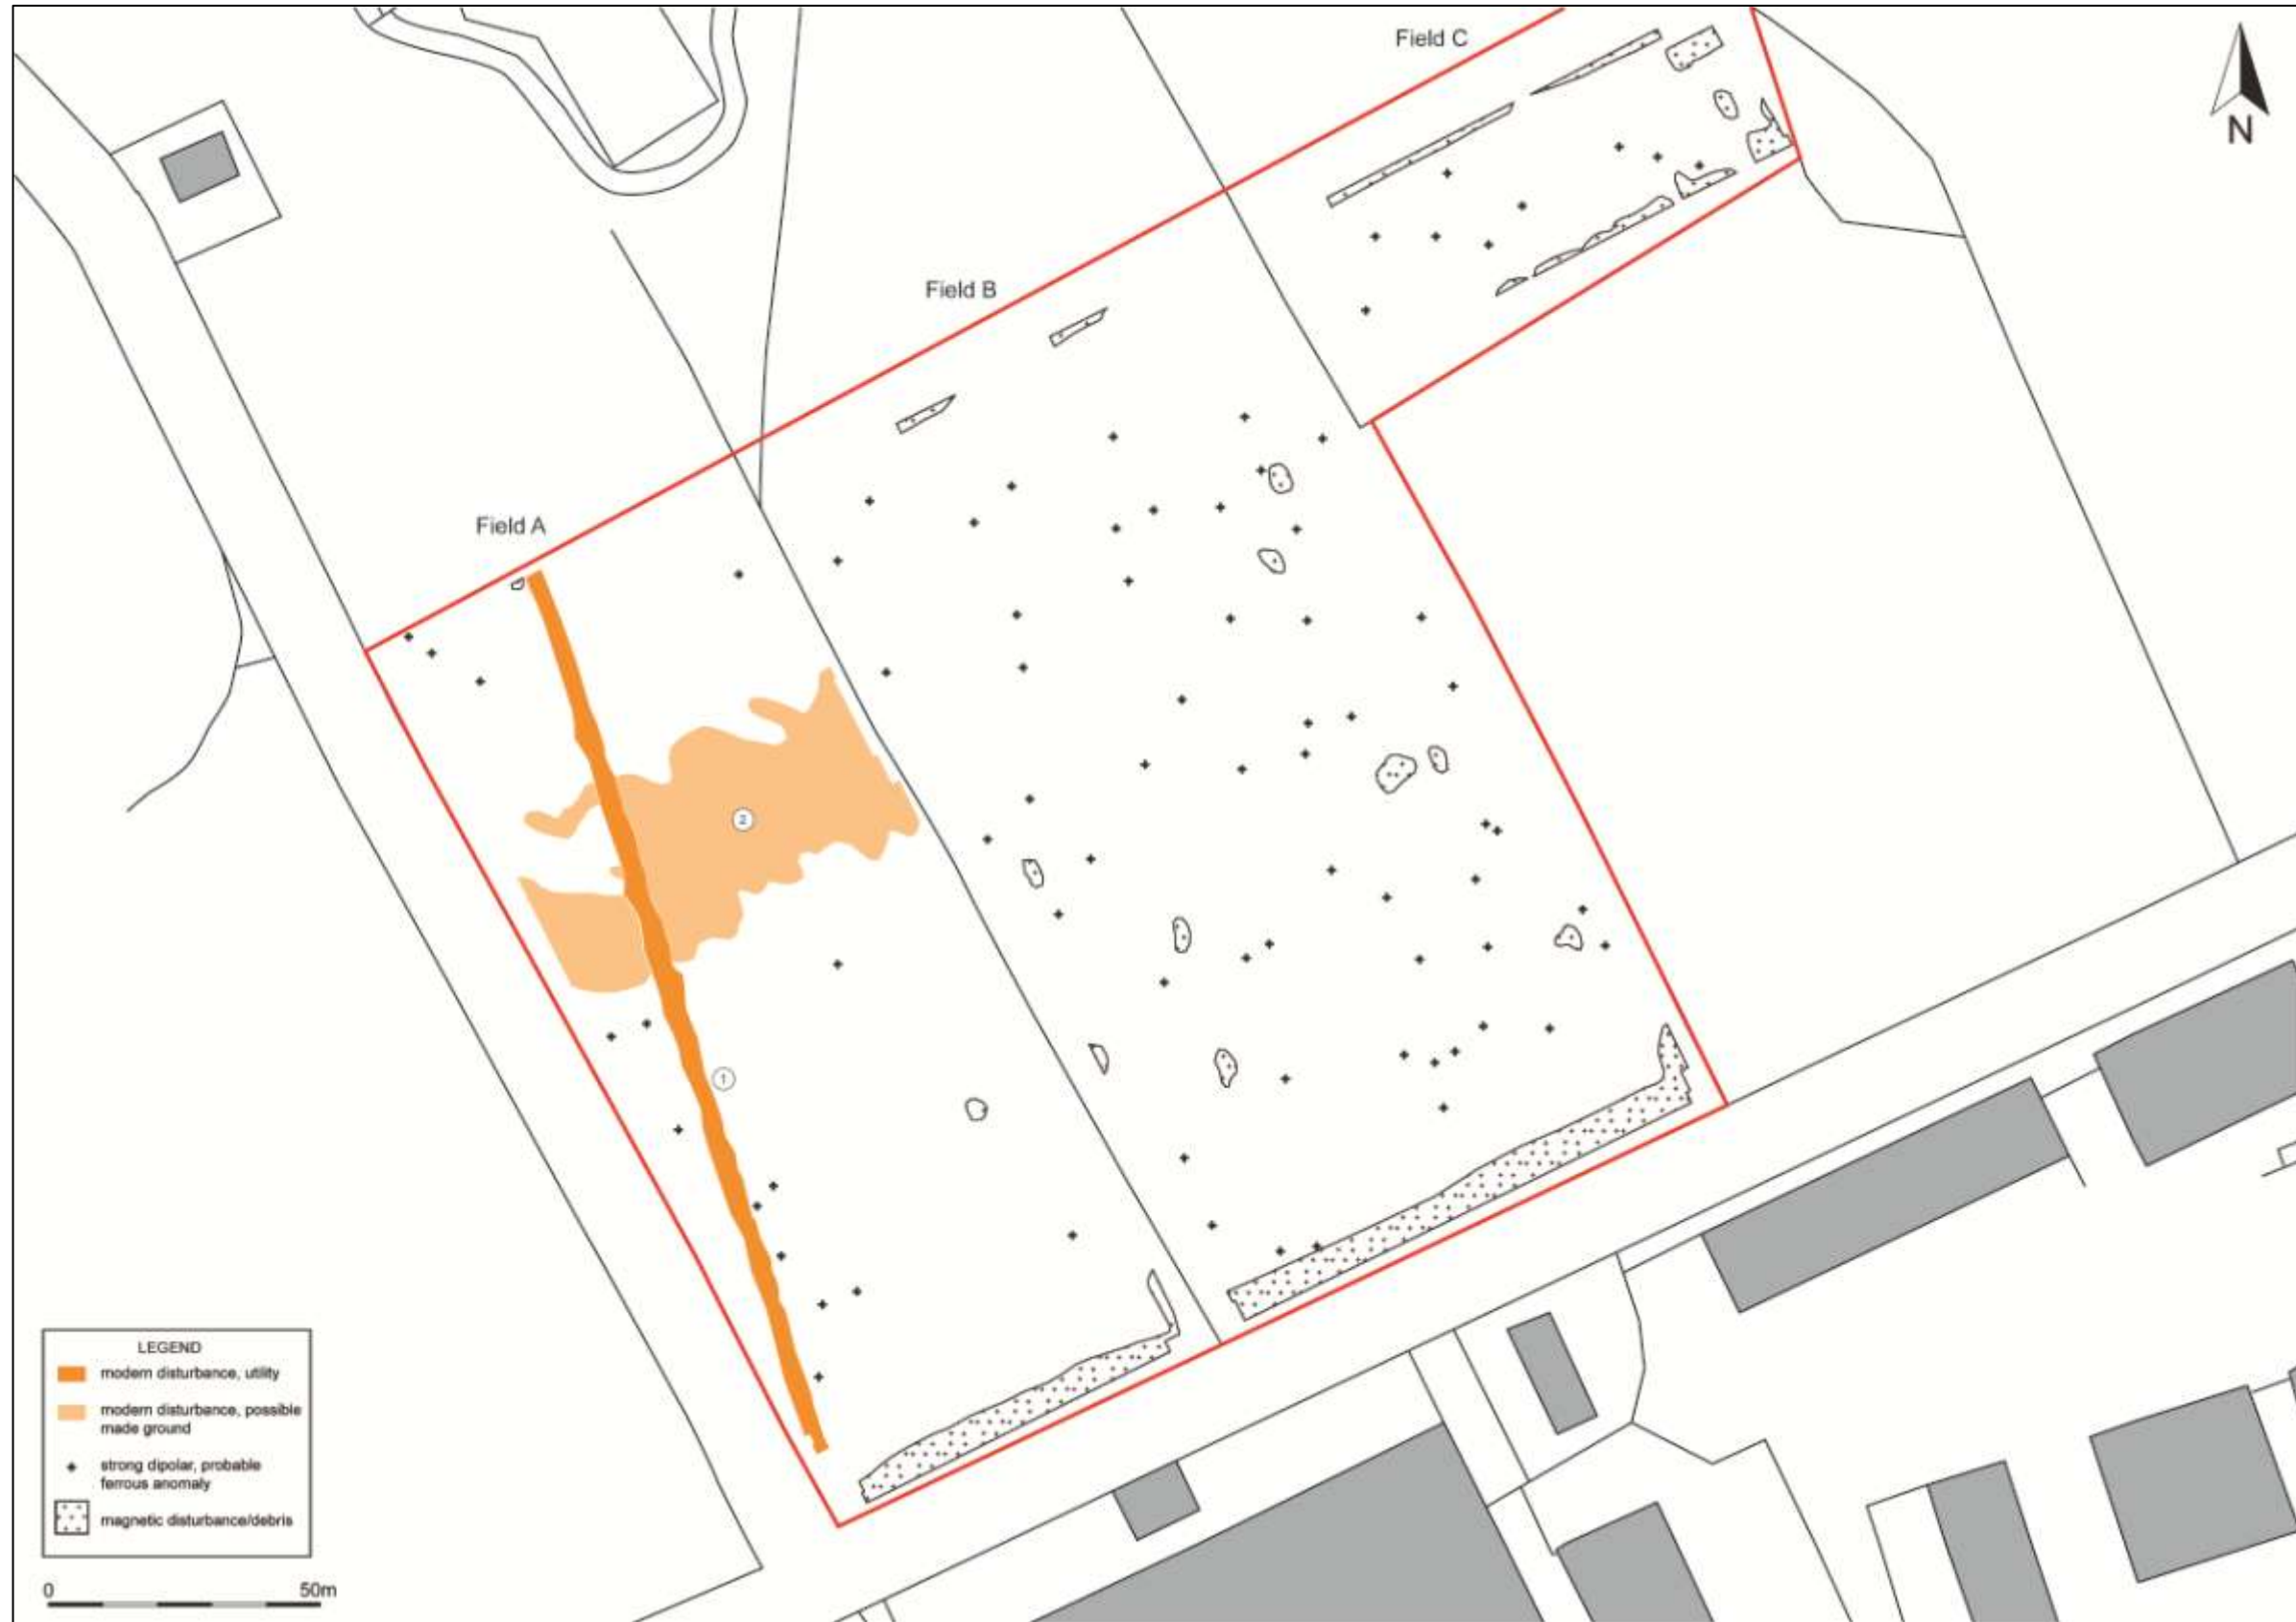 Field C
N
Field B
Field A
2
1
LEGEND
modern disturbance, utility
modern disturbance, possible
made ground
strong dipolar, probable
ferrous anomaly
magnetic disturbance/debris
0 50m